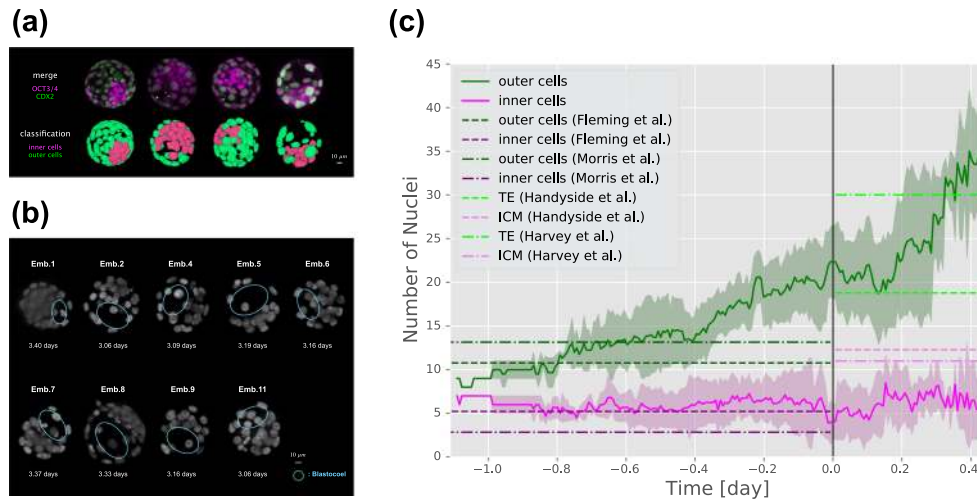 (a)
merge
OCT3/4
CDX2
classification
inner cells
outer cells
10 μm
(b)
Emb.1 Emb.2 Emb.4 Emb.5 Emb.6
3.40 days 3.06 days 3.09 days 3.19 days 3.16 days
Emb.7 Emb.8 Emb.9 Emb.11
3.37 days 3.33 days 3.16 days 3.06 days
10 μm
: Blastocoel
(c)
Number of Nuclei
45
40
35
30
25
20
15
10
5
0
outer cells
inner cells
outer cells (Fleming et al.)
inner cells (Fleming et al.)
outer cells (Morris et al.)
inner cells (Morris et al.)
TE (Handyside et al.)
ICM (Handyside et al.)
TE (Harvey et al.)
ICM (Harvey et al.)
−1.0 −0.8 −0.6 −0.4 −0.2 0.0 0.2 0.4
Time [day]